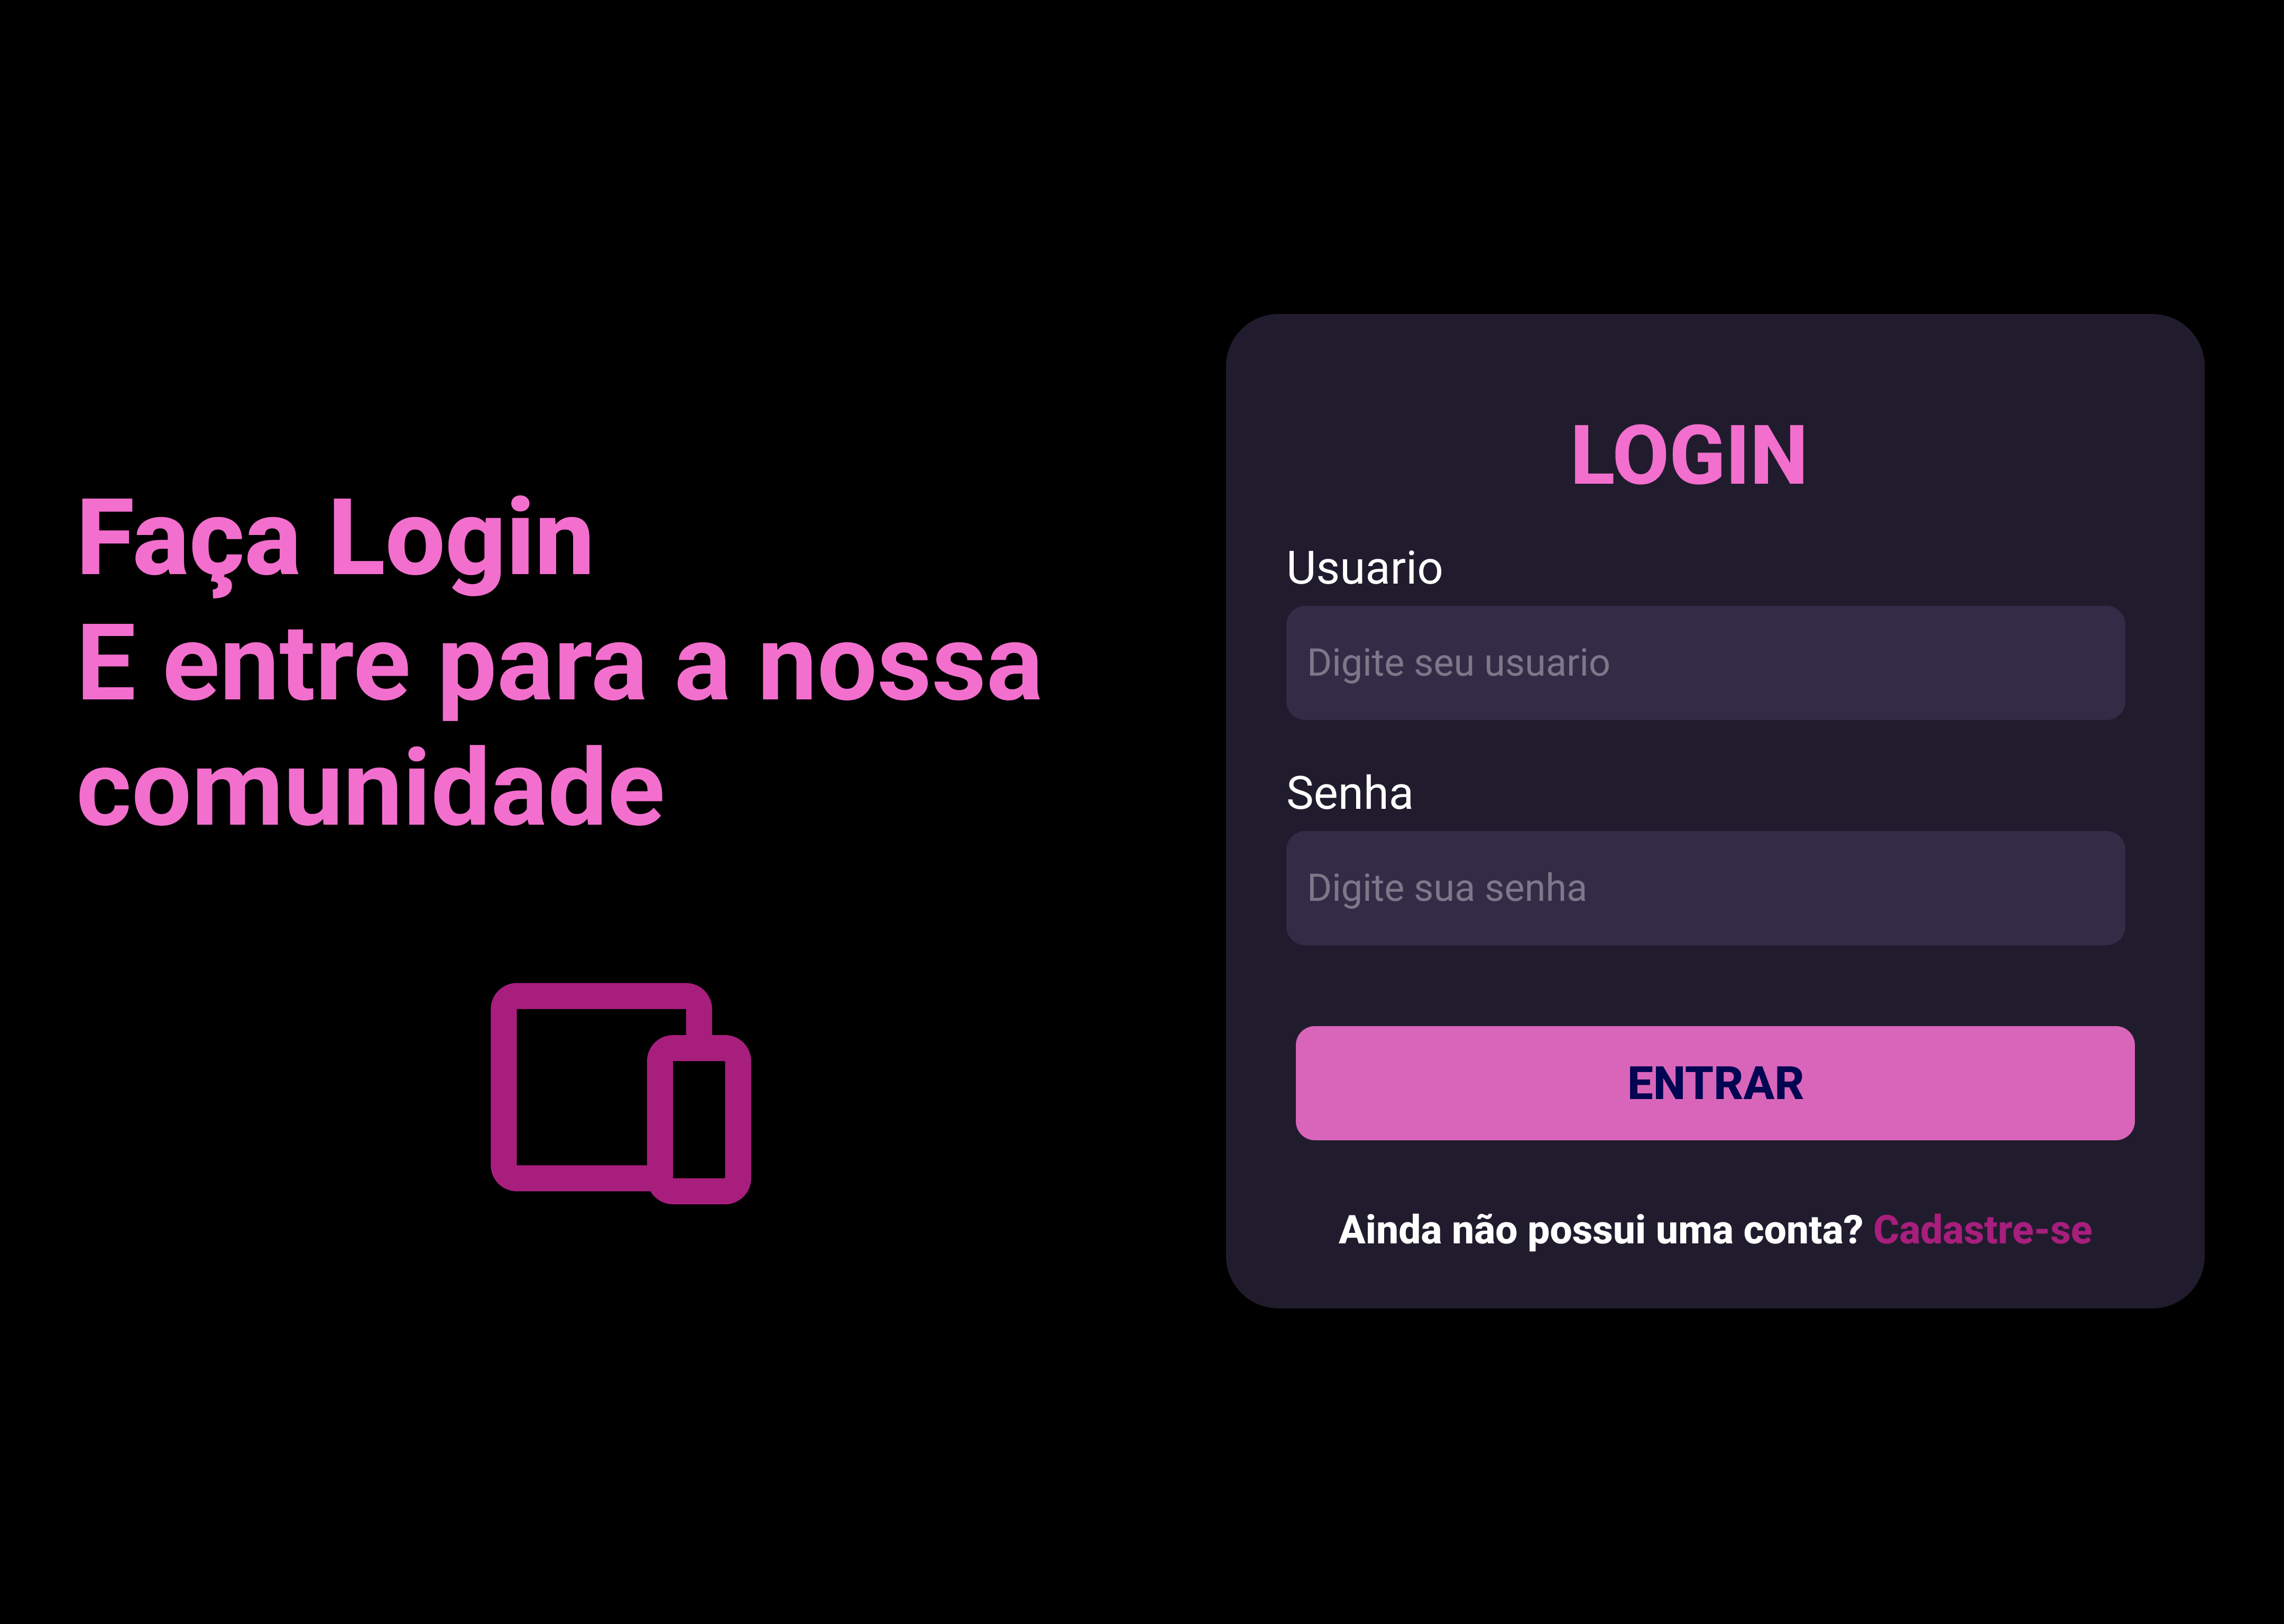 Faça Login
E entre para a nossa
comunidade
LOGIN
Usuario
Digite seu usuario
Senha
Digite sua senha
ENTRAR
Ainda não possui uma conta? Cadastre-se